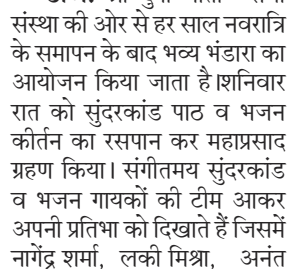 संस्था की ओर से हर साल नवरात्रि
के समापन के बाद भव्य भंडारा का
आयोजन किया जाता है।शनिवार
रात को सुंदरकांड पाठ व भजन
कीर्तन का रसपान कर महाप्रसाद
ग्रहण किया। संगीतमय सुंदरकांड
व भजन गायकों की टीम आकर
अपनी प्रतिभा को दिखाते हैं जिसमें
नागेंद्र शर्मा, लकी मिश्रा, अनंत